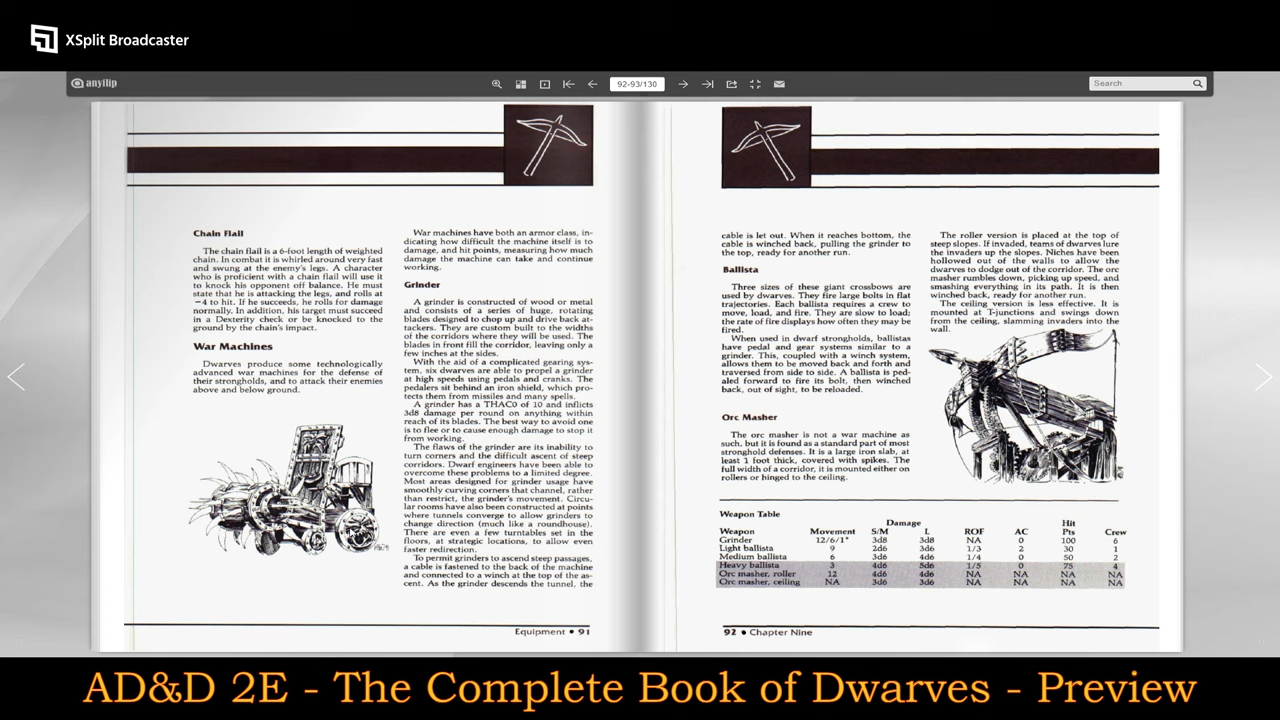 XSplit Broadcaster
anyflip
92-93/130
Search
Chain Flail
The chain flail is a 6-foot length of weighted
chain. In combat it is whirled around very fast
and swung at the enemy's legs. A character
who is proficient with a chain flail will use it
to knock his opponent off balance. He must
state that he is attacking the legs, and rolls at
−4 to hit. If he succeeds, he rolls for damage
normally. In addition, his target must succeed
in a Dexterity check or be knocked to the
ground by the chain's impact.
War Machines
Dwarves produce some technologically
advanced war machines for the defense of
their strongholds, and to attack their enemies
above and below ground.
War machines have both an armor class, in-
dicating how difficult the machine itself is to
damage, and hit points, measuring how much
damage the machine can take and continue
working.
Grinder
A grinder is constructed of wood or metal
and consists of a series of huge, rotating
blades designed to chop up and drive back at-
tackers. They are custom built to the widths
of the corridors where they will be used. The
blades in front fill the corridor, leaving only a
few inches at the sides.
With the aid of a complicated gearing sys-
tem, six dwarves are able to propel a grinder
at high speeds using pedals and cranks. The
pedalers sit behind an iron shield, which pro-
tects them from missiles and many spells.
A grinder has a THAC0 of 10 and inflicts
3d8 damage per round on anything within
reach of its blades. The best way to avoid one
is to flee or to cause enough damage to stop it
from working.
The flaws of the grinder are its inability to
turn corners and the difficult ascent of steep
corridors. Dwarf engineers have been able to
overcome these problems to a limited degree.
Most areas designed for grinder usage have
smoothly curving corners that channel, rather
than restrict, the grinder's movement. Circu-
lar rooms have also been constructed at points
where tunnels converge to allow grinders to
change direction (much like a roundhouse).
There are even a few turntables set in the
floors, at strategic locations, to allow even
faster redirection.
To permit grinders to ascend steep passages,
a cable is fastened to the back of the machine
and connected to a winch at the top of the as-
cent. As the grinder descends the tunnel, the
Equipment • 91
cable is let out. When it reaches bottom, the
cable is winched back, pulling the grinder to
the top, ready for another run.
Ballista
Three sizes of these giant crossbows are
used by dwarves. They fire large bolts in flat
trajectories. Each ballista requires a crew to
move, load, and fire. They are slow to load;
the rate of fire displays how often they may be
fired.
When used in dwarf strongholds, ballistas
have pedal and gear systems similar to a
grinder. This, coupled with a winch system,
allows them to be moved back and forth and
traversed from side to side. A ballista is ped-
aled forward to fire its bolt, then winched
back, out of sight, to be reloaded.
Orc Masher
The orc masher is not a war machine as
such, but it is found as a standard part of most
stronghold defenses. It is a large iron slab, at
least 1 foot thick, covered with spikes. The
full width of a corridor, it is mounted either on
rollers or hinged to the ceiling.
The roller version is placed at the top of
steep slopes. If invaded, teams of dwarves lure
the invaders up the slopes. Niches have been
hollowed out of the walls to allow the
dwarves to dodge out of the corridor. The orc
masher rumbles down, picking up speed, and
smashing everything in its path. It is then
winched back, ready for another run.
The ceiling version is less effective. It is
mounted at T-junctions and swings down
from the ceiling, slamming invaders into the
wall.
Weapon Table
Damage Hit
Weapon Movement S/M L ROF AC Pts Crew
Grinder 12/6/1* 3d8 3d8 NA 0 100 6
Light ballista 9 2d6 3d6 1/3 2 30 1
Medium ballista 6 3d6 4d6 1/4 0 50 2
Heavy ballista 3 4d6 5d6 1/5 0 75 4
Orc masher, roller 12 4d6 4d6 NA NA NA NA
Orc masher, ceiling NA 3d6 3d6 NA NA NA NA
92 • Chapter Nine
AD&D 2E - The Complete Book of Dwarves - Preview